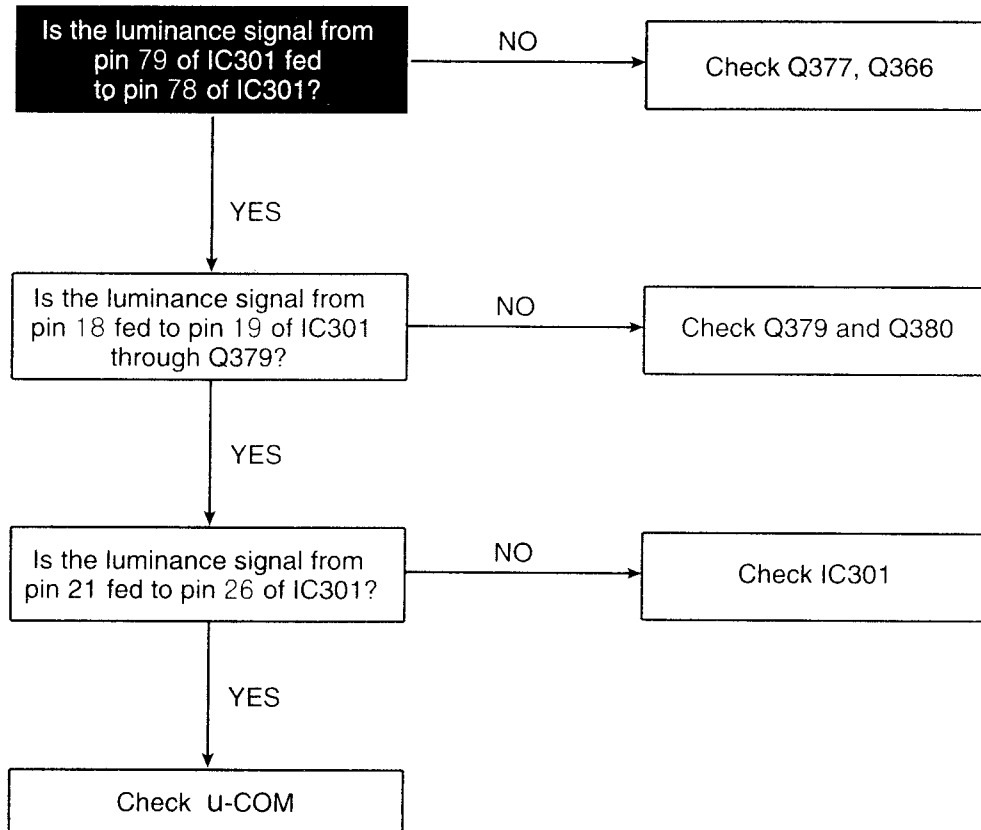 Is the luminance signal from
pin 79 of IC301 fed
to pin 78 of IC301?
NO
Check Q377, Q366
YES
Is the luminance signal from
pin 18 fed to pin 19 of IC301
through Q379?
NO
Check Q379 and Q380
YES
Is the luminance signal from
pin 21 fed to pin 26 of IC301?
NO
Check IC301
YES
Check u-COM